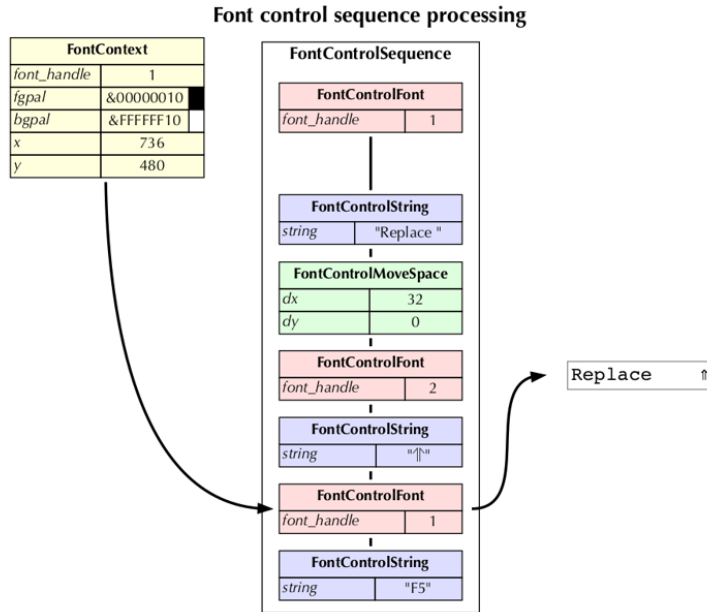 Font control sequence processing
FontContext
font_handle 1
fgpal &00000010
bgpal &FFFFFF10
x 736
y 480
FontControlSequence
FontControlFont
font_handle 1
FontControlString
string "Replace "
FontControlMoveSpace
dx 32
dy 0
FontControlFont
font_handle 2
FontControlString
string "⇑"
FontControlFont
font_handle 1
FontControlString
string "F5"
Replace ⇑